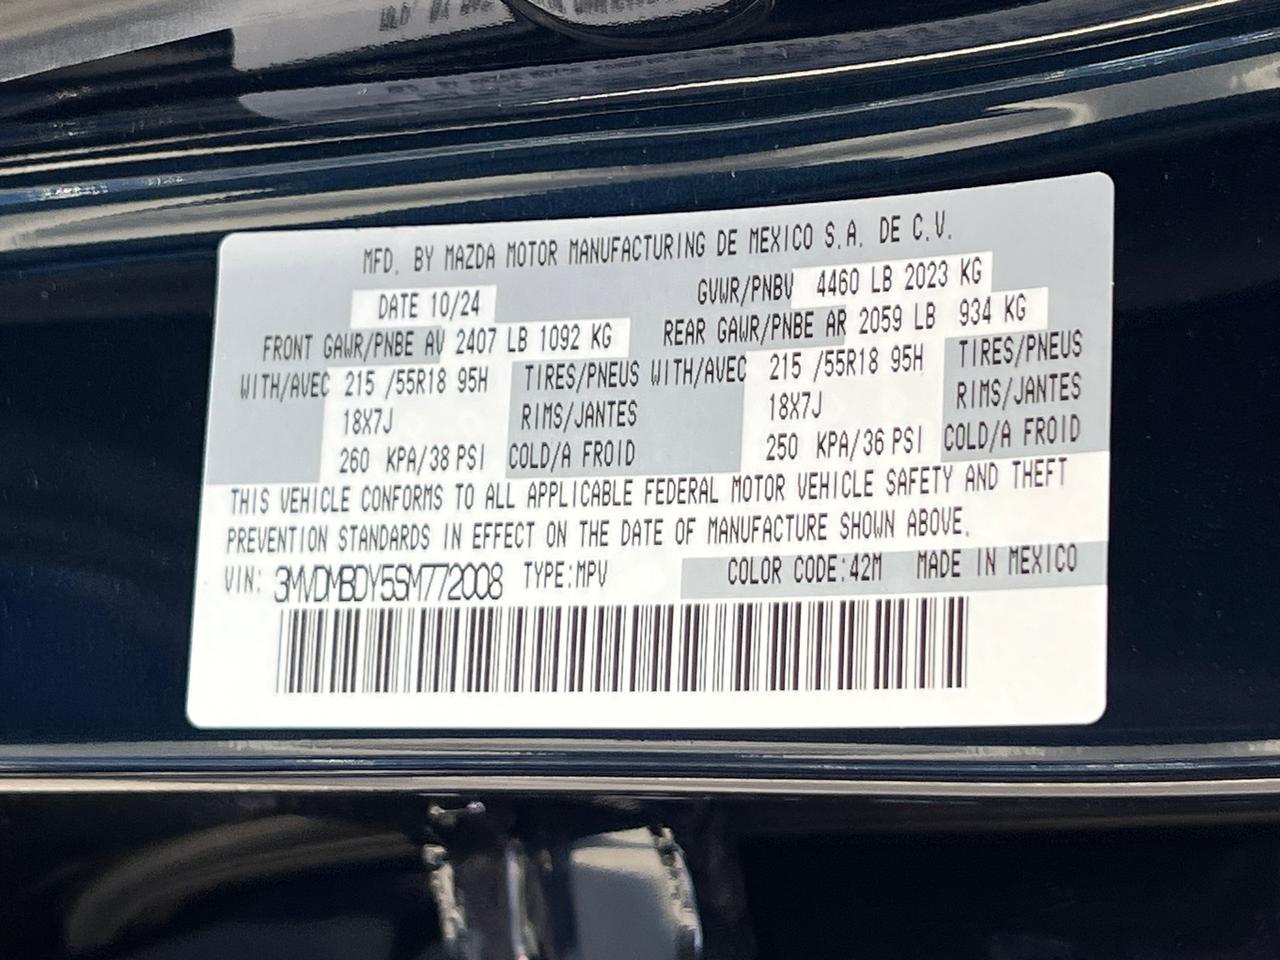 MFD. BY MAZDA MOTOR MANUFACTURING DE MEXICO S.A. DE C.V.
DATE 10/24 GVWR/PNBV 4460 LB 2023 KG
FRONT GAWR/PNBE AV 2407 LB 1092 KG REAR GAWR/PNBE AR 2059 LB 934 KG
WITH/AVEC 215 /55R18 95H TIRES/PNEUS WITH/AVEC 215 /55R18 95H TIRES/PNEUS
18X7J RIMS/JANTES 18X7J RIMS/JANTES
260 KPA/38 PSI COLD/A FROID 250 KPA/36 PSI COLD/A FROID
THIS VEHICLE CONFORMS TO ALL APPLICABLE FEDERAL MOTOR VEHICLE SAFETY AND THEFT
PREVENTION STANDARDS IN EFFECT ON THE DATE OF MANUFACTURE SHOWN ABOVE.
VIN: 3MVDMBDY5SM772008 TYPE:MPV COLOR CODE:42M MADE IN MEXICO